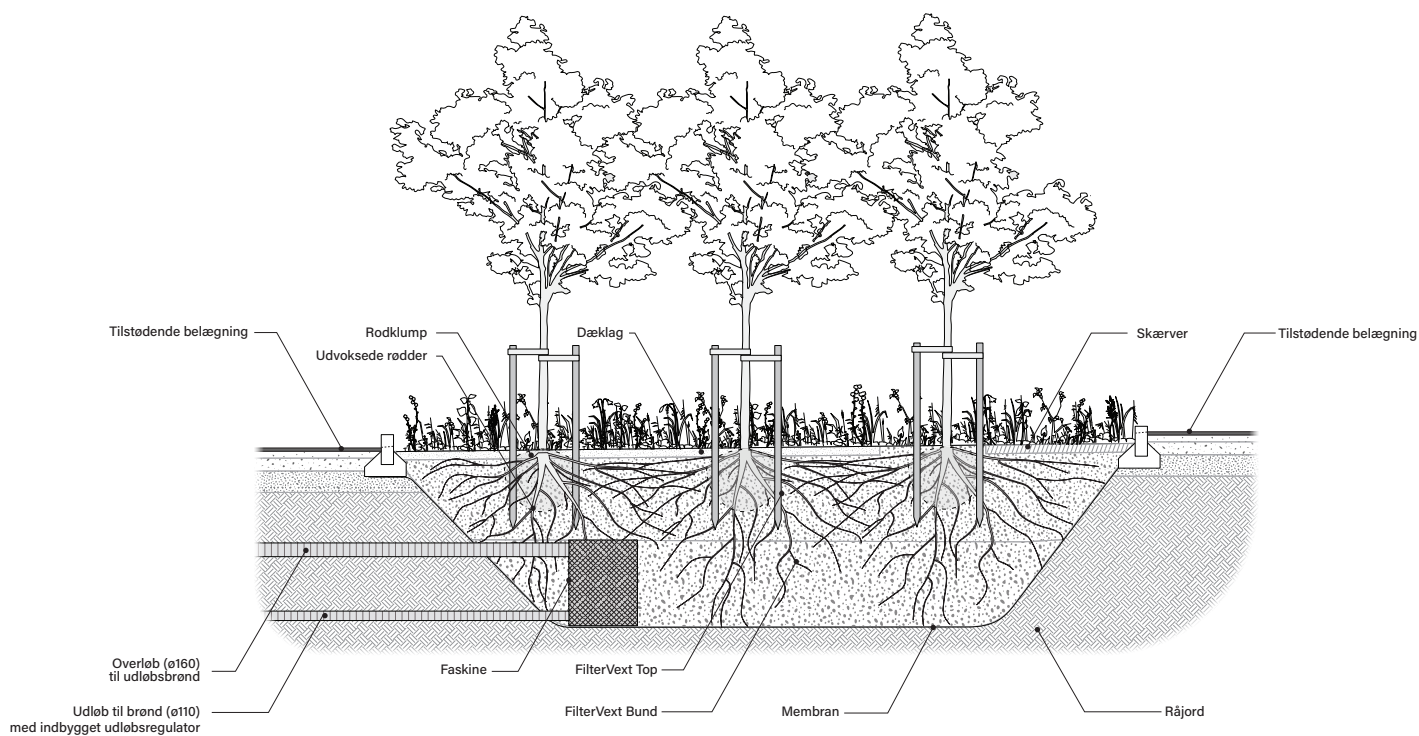 Tilstødende belægning
Rodklump
Dæklag
Skærver
Tilstødende belægning
Udvoksede rødder
Overløb (ø160)
til udløbsbrønd
Faskine
FilterVext Top
Udløb til brønd (ø110)
med indbygget udløbsregulator
FilterVext Bund
Membran
Råjord